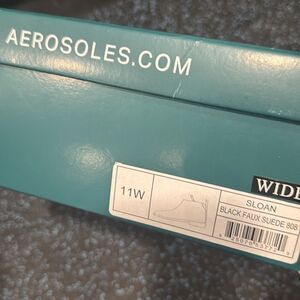 AEROSOLES.COM
WIDE
11W
SLOAN
BLACK FAUX SUEDE 808